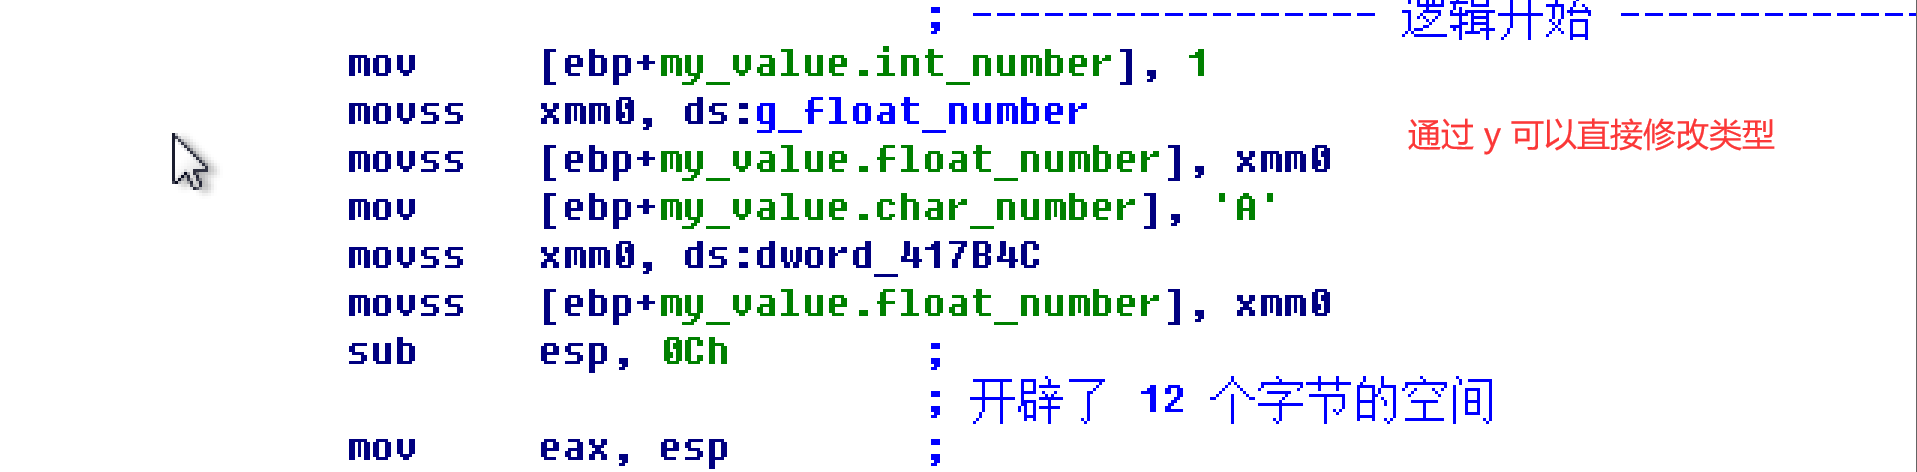 ; ----------------- 逻辑开始 -------------
mov [ebp+my_value.int_number], 1
movss xmm0, ds:g_float_number
通过 y 可以直接修改类型
movss [ebp+my_value.float_number], xmm0
mov [ebp+my_value.char_number], 'A'
movss xmm0, ds:dword_417B4C
movss [ebp+my_value.float_number], xmm0
sub esp, 0Ch ;
; 开辟了 12 个字节的空间
mov eax, esp ;